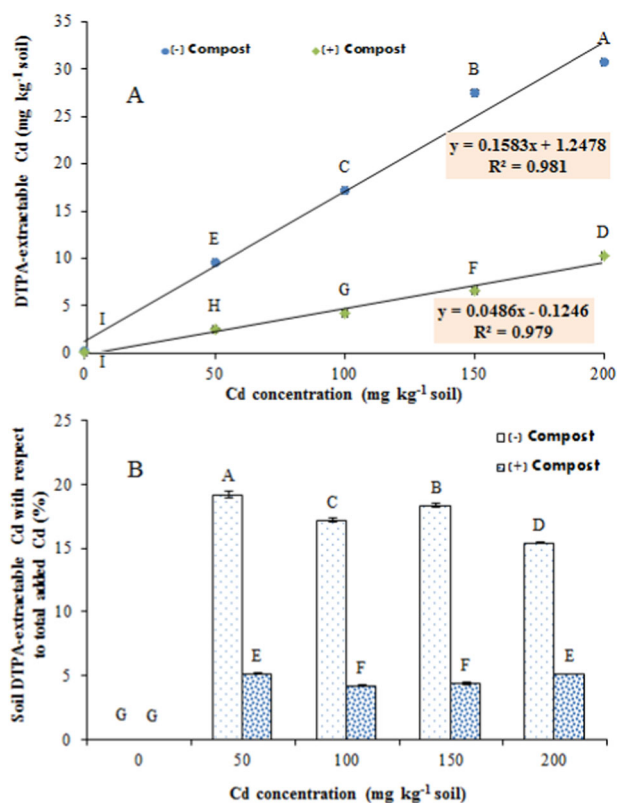 (-) Compost
(+) Compost
A
DTPA-extractable Cd (mg kg-1 soil)
35
30
25
20
15
10
5
0
A
B
C
D
E
F
G
H
I
I
y = 0.1583x + 1.2478
R² = 0.981
y = 0.0486x - 0.1246
R² = 0.979
0
50
100
150
200
Cd concentration (mg kg-1 soil)
B
Soil DTPA-extractable Cd with respect
to total added Cd (%)
25
20
15
10
5
0
(-) Compost
(+) Compost
G
G
A
E
C
F
B
F
D
E
0
50
100
150
200
Cd concentration (mg kg-1 soil)